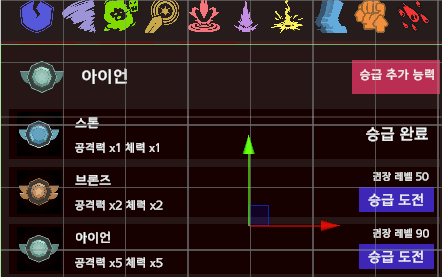 아이언
승급 추가 능력
스톤
공격력 x1 체력 x1
승급 완료
브론즈
공격력 x2 체력 x2
권장 레벨 50
승급 도전
아이언
공격력 x5 체력 x5
권장 레벨 90
승급 도전